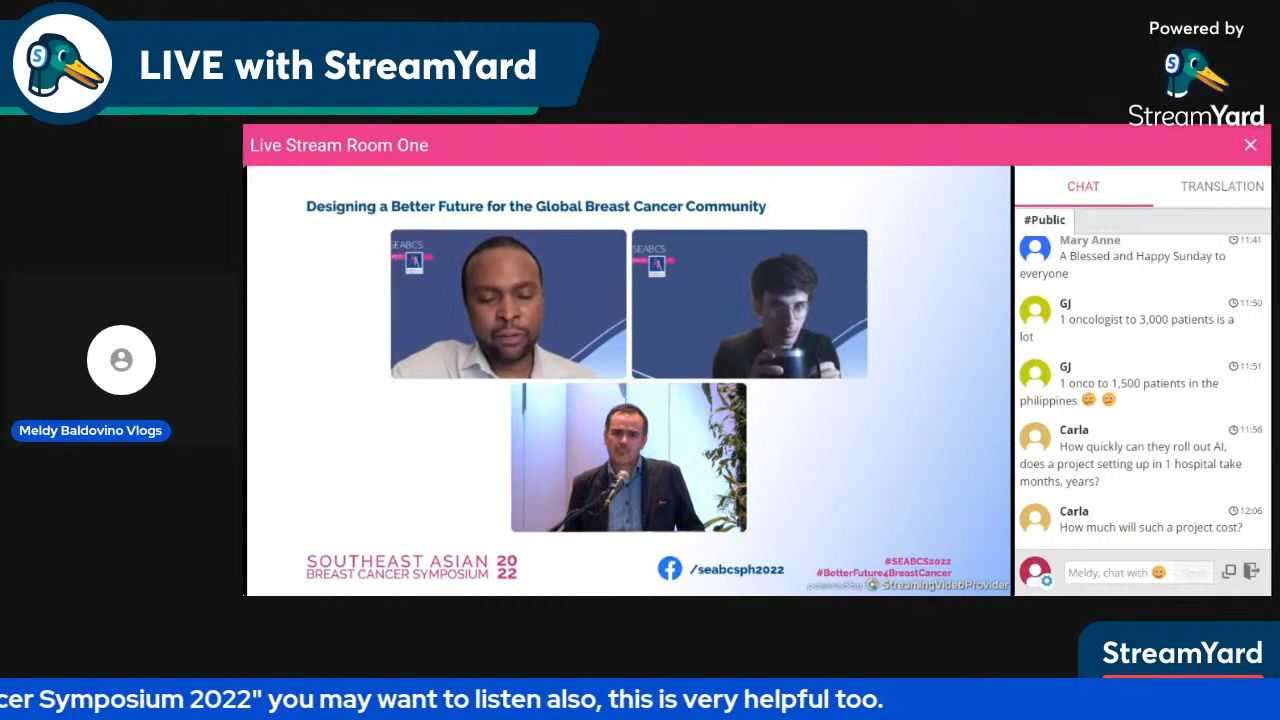 LIVE with StreamYard
Powered by
StreamYard
Live Stream Room One
Designing a Better Future for the Global Breast Cancer Community
SEABCS
SEABCS
SOUTHEAST ASIAN 20
BREAST CANCER SYMPOSIUM 22
/seabcsph2022
#SEABCS2022
#BetterFuture4BreastCancer
powered by StreamingVideoProvider
CHAT
TRANSLATION
#Public
Mary Anne 11:41
A Blessed and Happy Sunday to
everyone
GJ 11:50
1 oncologist to 3,000 patients is a
lot
GJ 11:51
1 onco to 1,500 patients in the
philippines
Carla 11:56
How quickly can they roll out AI,
does a project setting up in 1 hospital take
months, years?
Carla 12:06
How much will such a project cost?
Meldy, chat with
Meldy Baldovino Vlogs
StreamYard
cer Symposium 2022" you may want to listen also, this is very helpful too.